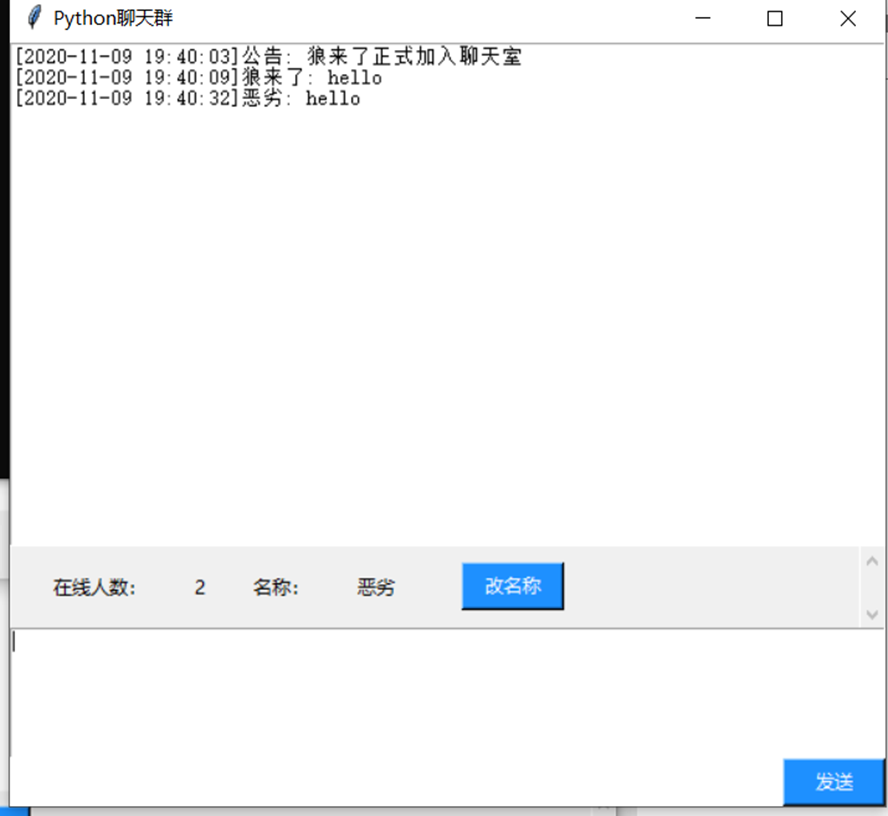 Python聊天群
[2020-11-09 19:40:03]公告: 狼来了正式加入聊天室
[2020-11-09 19:40:09]狼来了: hello
[2020-11-09 19:40:32]恶劣: hello
在线人数: 2 名称: 恶劣 改名称
发送